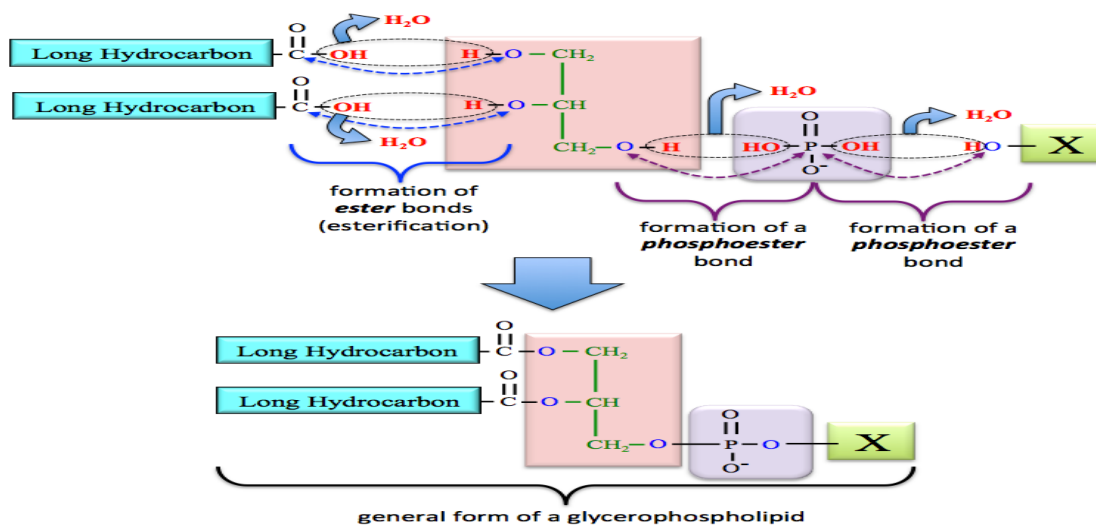 H₂O
O
Long Hydrocarbon C OH H O CH₂
O
Long Hydrocarbon C OH H O CH
H₂O
H₂O H₂O
O
CH₂ O H HO P OH HO X
O⁻
formation of
ester bonds
(esterification)
formation of a
phosphoester
bond
formation of a
phosphoester
bond
O
Long Hydrocarbon C O CH₂
O
Long Hydrocarbon C O CH
O
CH₂ O P O X
O⁻
general form of a glycerophospholipid